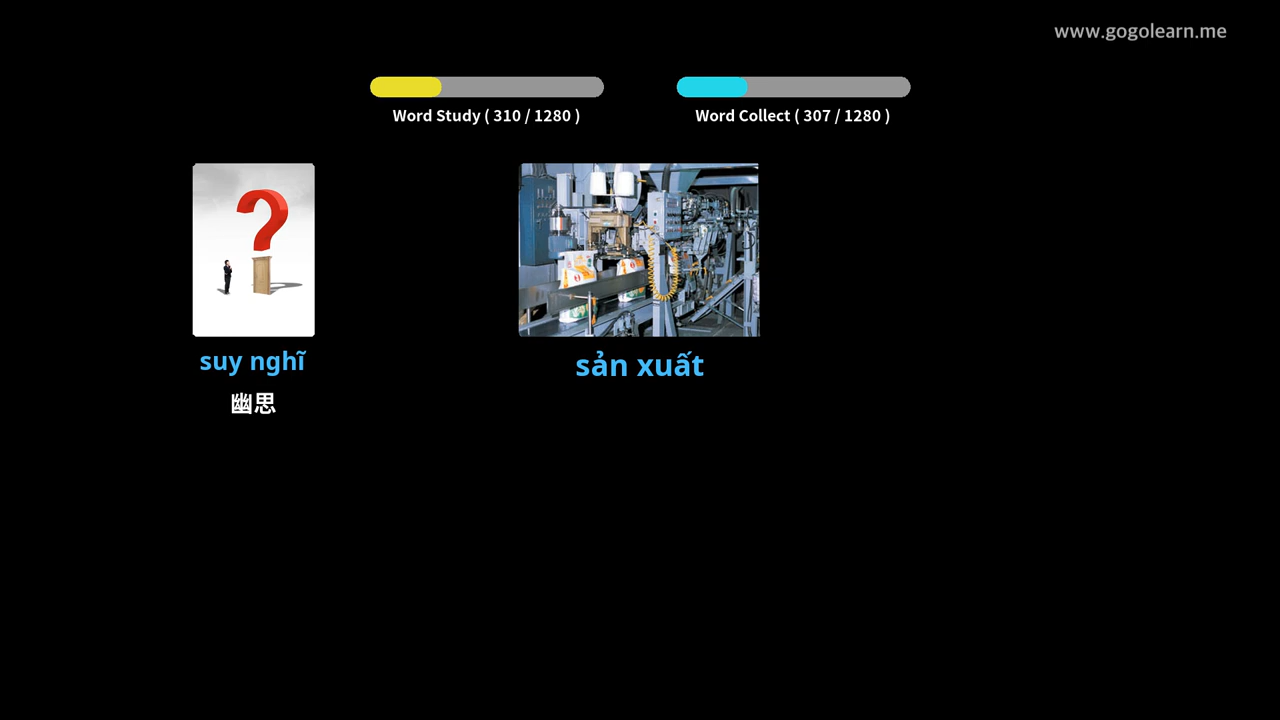 www.gogolearn.me
Word Study ( 310 / 1280 )
Word Collect ( 307 / 1280 )
suy nghĩ
sản xuất
幽思